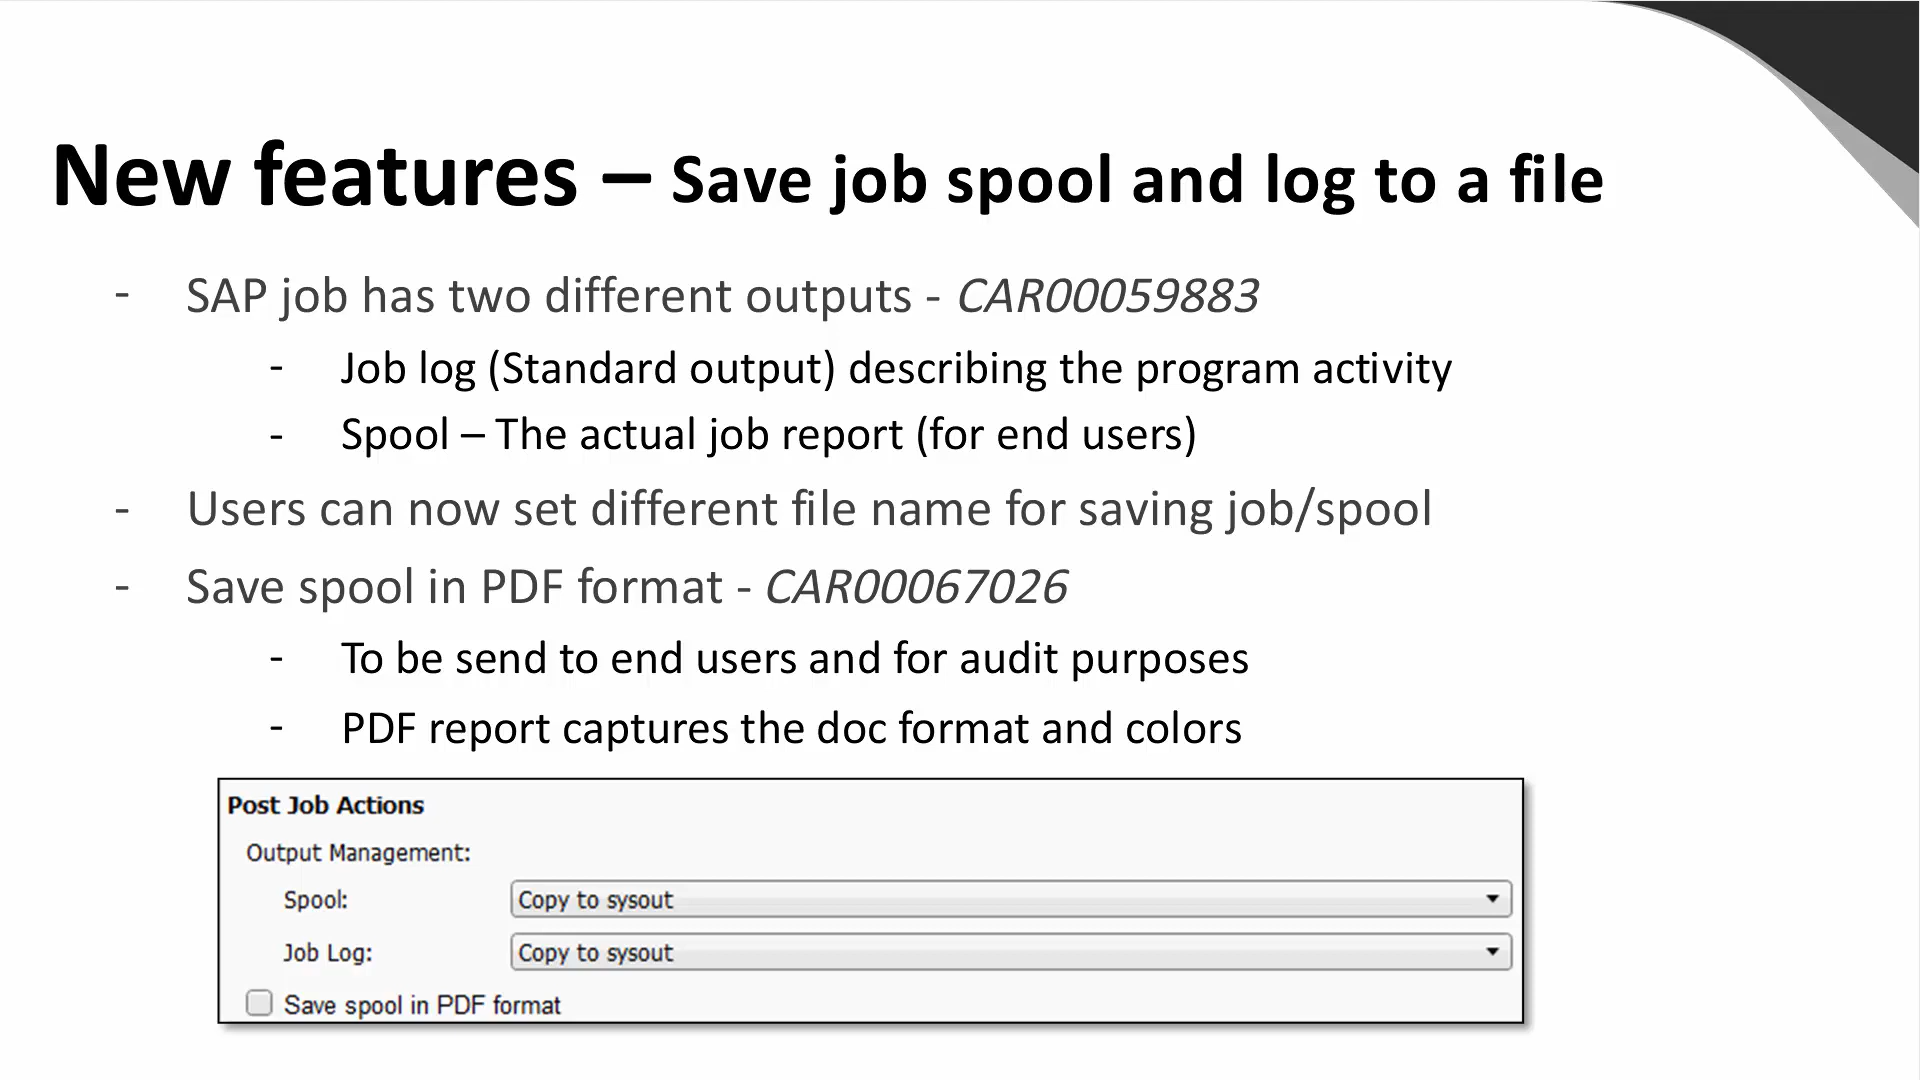 New features – Save job spool and log to a file
- SAP job has two different outputs - CAR00059883
- Job log (Standard output) describing the program activity
- Spool – The actual job report (for end users)
- Users can now set different file name for saving job/spool
- Save spool in PDF format - CAR00067026
- To be send to end users and for audit purposes
- PDF report captures the doc format and colors
Post Job Actions
Output Management:
Spool: Copy to sysout
Job Log: Copy to sysout
Save spool in PDF format